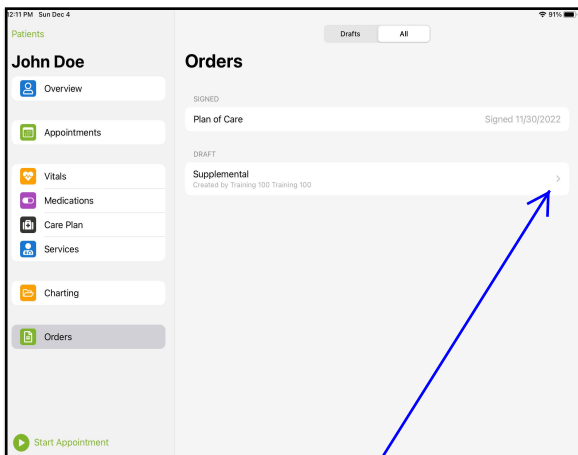 12:11 PM Sun Dec 4
91%
Patients
Drafts All
John Doe
Orders
Overview
SIGNED
Plan of Care Signed 11/30/2022
Appointments
DRAFT
Supplemental
Created by Training 100 Training 100
Vitals
Medications
Care Plan
Services
Charting
Orders
Start Appointment